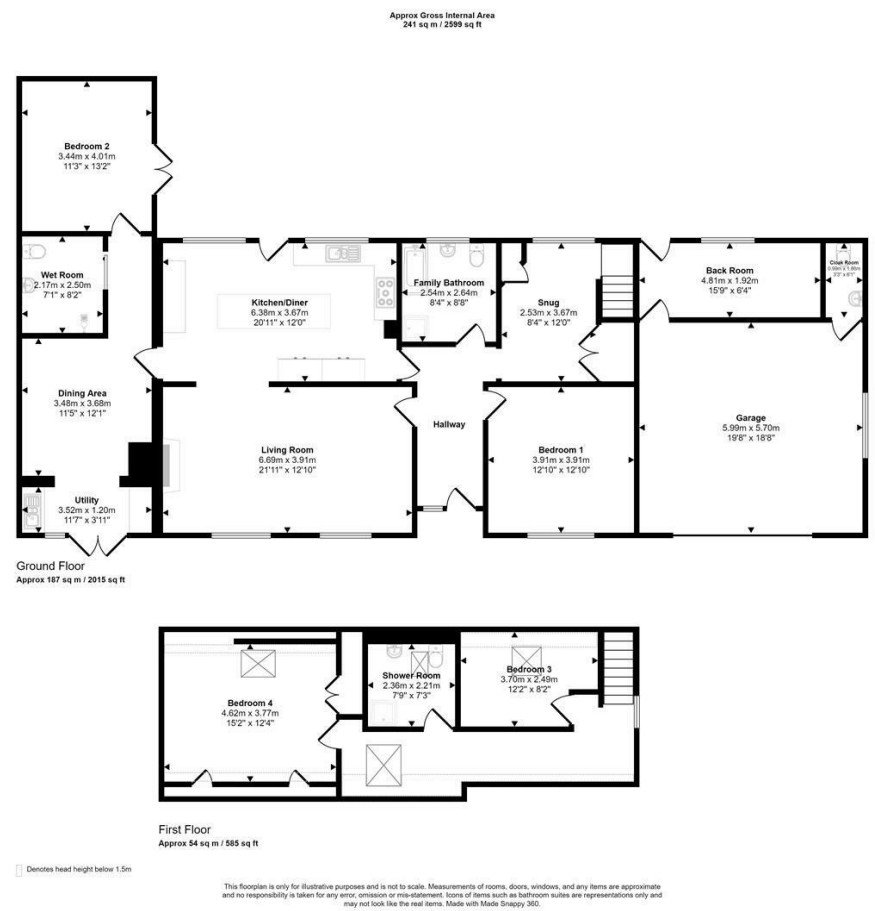 Approx Gross Internal Area
241 sq m / 2599 sq ft
Bedroom 2
3.44m x 4.01m
11'3" x 13'2"
Wet Room
2.17m x 2.50m
7'1" x 8'2"
Kitchen/Diner
6.38m x 3.67m
20'11" x 12'0"
Family Bathroom
2.54m x 2.64m
8'4" x 8'8"
Snug
2.53m x 3.67m
8'4" x 12'0"
Back Room
4.81m x 1.92m
15'9" x 6'4"
Cloak Room
0.99m x 1.86m
3'3" x 6'1"
Dining Area
3.48m x 3.68m
11'5" x 12'1"
Living Room
6.69m x 3.91m
21'11" x 12'10"
Hallway
Bedroom 1
3.91m x 3.91m
12'10" x 12'10"
Garage
5.99m x 5.70m
19'8" x 18'8"
Utility
3.52m x 1.20m
11'7" x 3'11"
Ground Floor
Approx 187 sq m / 2015 sq ft
Bedroom 4
4.62m x 3.77m
15'2" x 12'4"
Shower Room
2.36m x 2.21m
7'9" x 7'3"
Bedroom 3
3.70m x 2.49m
12'2" x 8'2"
First Floor
Approx 54 sq m / 585 sq ft
Denotes head height below 1.5m
This floorplan is only for illustrative purposes and is not to scale. Measurements of rooms, doors, windows, and any items are approximate
and no responsibility is taken for any error, omission or mis-statement. Icons of items such as bathroom suites are representations only and
may not look like the real items. Made with Made Snappy 360.